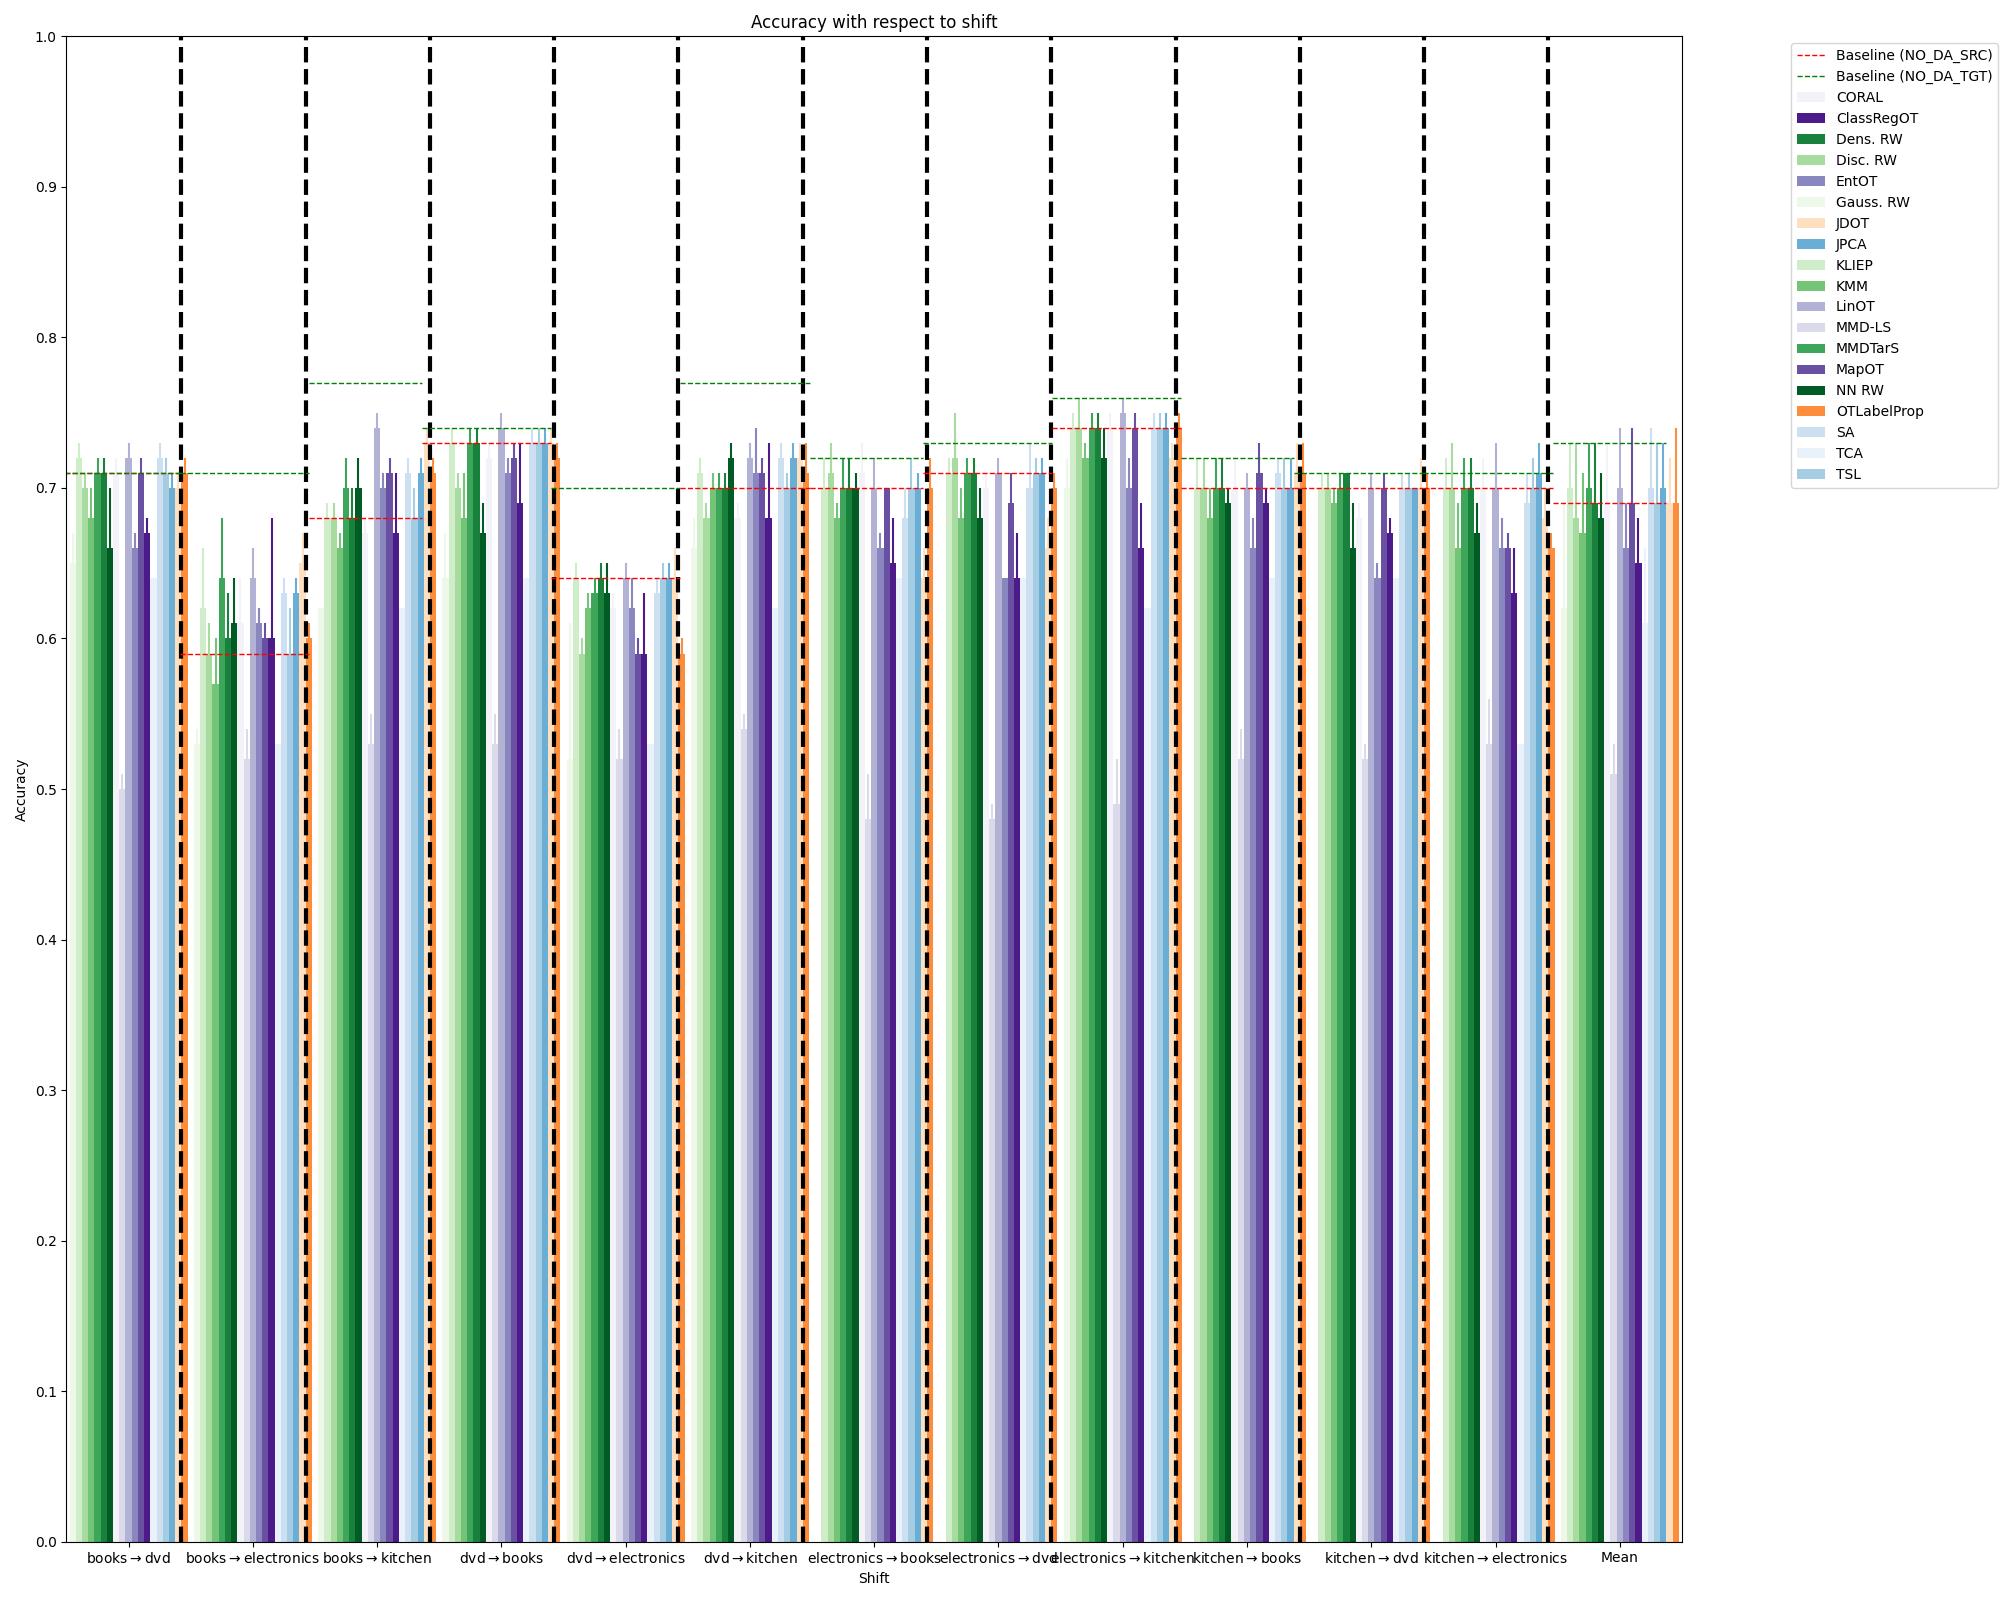 Accuracy with respect to shift
1.0
0.9
0.8
0.7
0.6
0.5
0.4
0.3
0.2
0.1
0.0
Accuracy
books→dvd
books→electronics
books→kitchen
dvd→books
dvd→electronics
dvd→kitchen
electronics→books
electronics→dvd
electronics→kitchen
kitchen→books
kitchen→dvd
kitchen→electronics
Mean
Shift
Baseline (NO_DA_SRC)
Baseline (NO_DA_TGT)
CORAL
ClassRegOT
Dens. RW
Disc. RW
EntOT
Gauss. RW
JDOT
JPCA
KLIEP
KMM
LinOT
MMD-LS
MMDTarS
MapOT
NN RW
OTLabelProp
SA
TCA
TSL